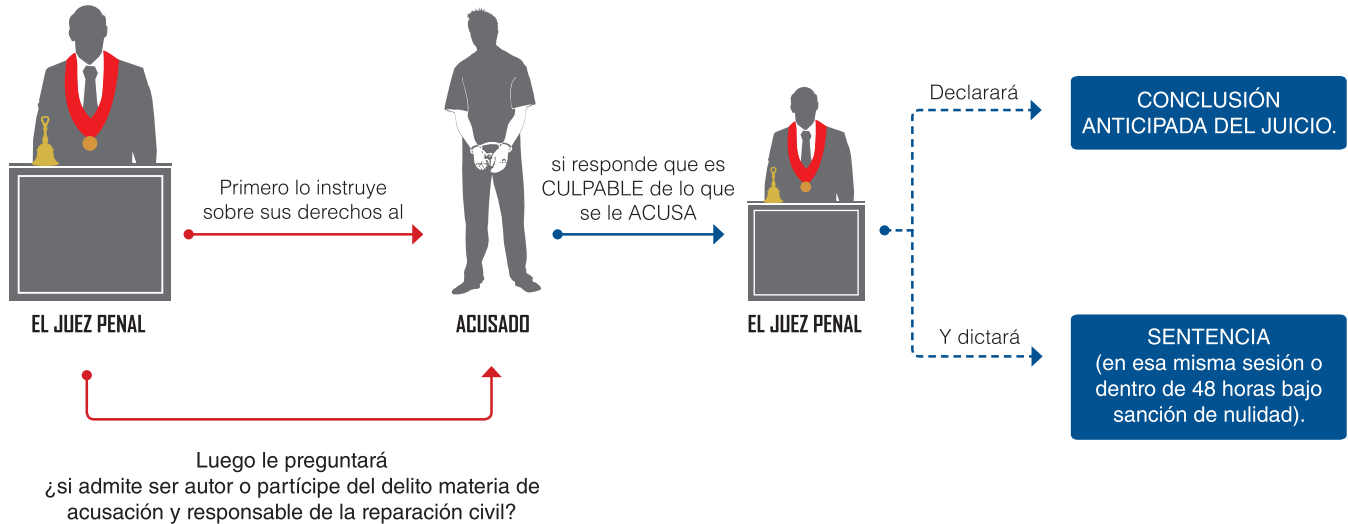 Primero lo instruye
sobre sus derechos al
EL JUEZ PENAL
ACUSADO
Luego le preguntará
¿si admite ser autor o partícipe del delito materia de
acusación y responsable de la reparación civil?
si responde que es
CULPABLE de lo que
se le ACUSA
EL JUEZ PENAL
Declarará
CONCLUSIÓN
ANTICIPADA DEL JUICIO.
Y dictará
SENTENCIA
(en esa misma sesión o
dentro de 48 horas bajo
sanción de nulidad).